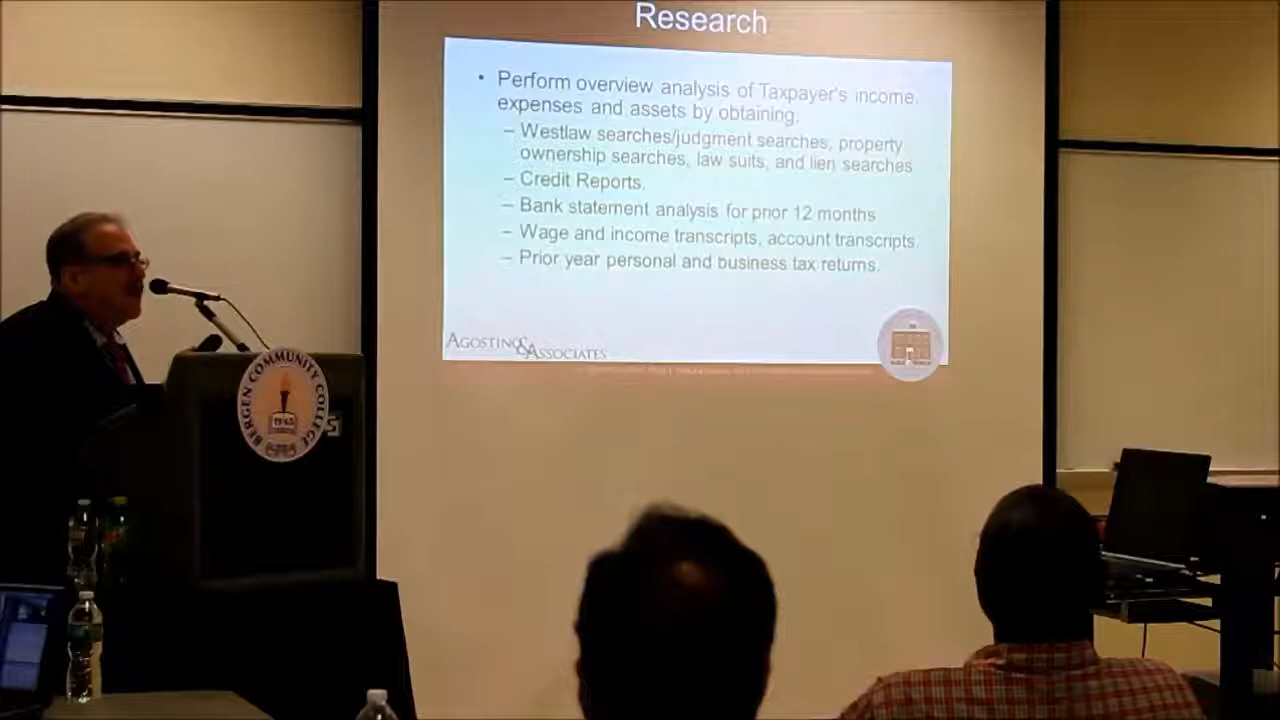 Research
• Perform overview analysis of Taxpayer's income,
expenses and assets by obtaining:
– Westlaw searches/judgment searches, property
ownership searches, law suits, and lien searches
– Credit Reports.
– Bank statement analysis for prior 12 months
– Wage and income transcripts, account transcripts.
– Prior year personal and business tax returns.
AGOSTINO & ASSOCIATES
BERGEN COMMUNITY COLLEGE
1965